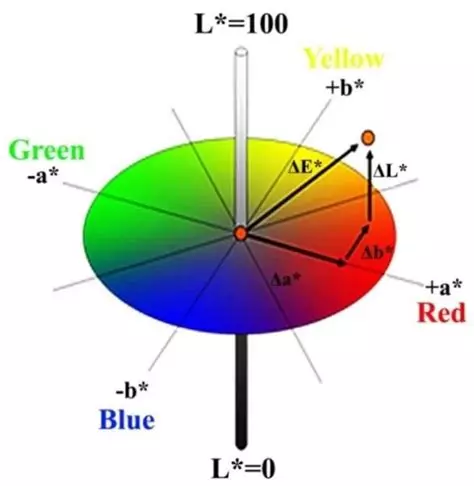 L*=100
Yellow
+b*
Green
-a*
ΔE*
ΔL*
Δb*
Δa*
+a*
Red
-b*
Blue
L*=0